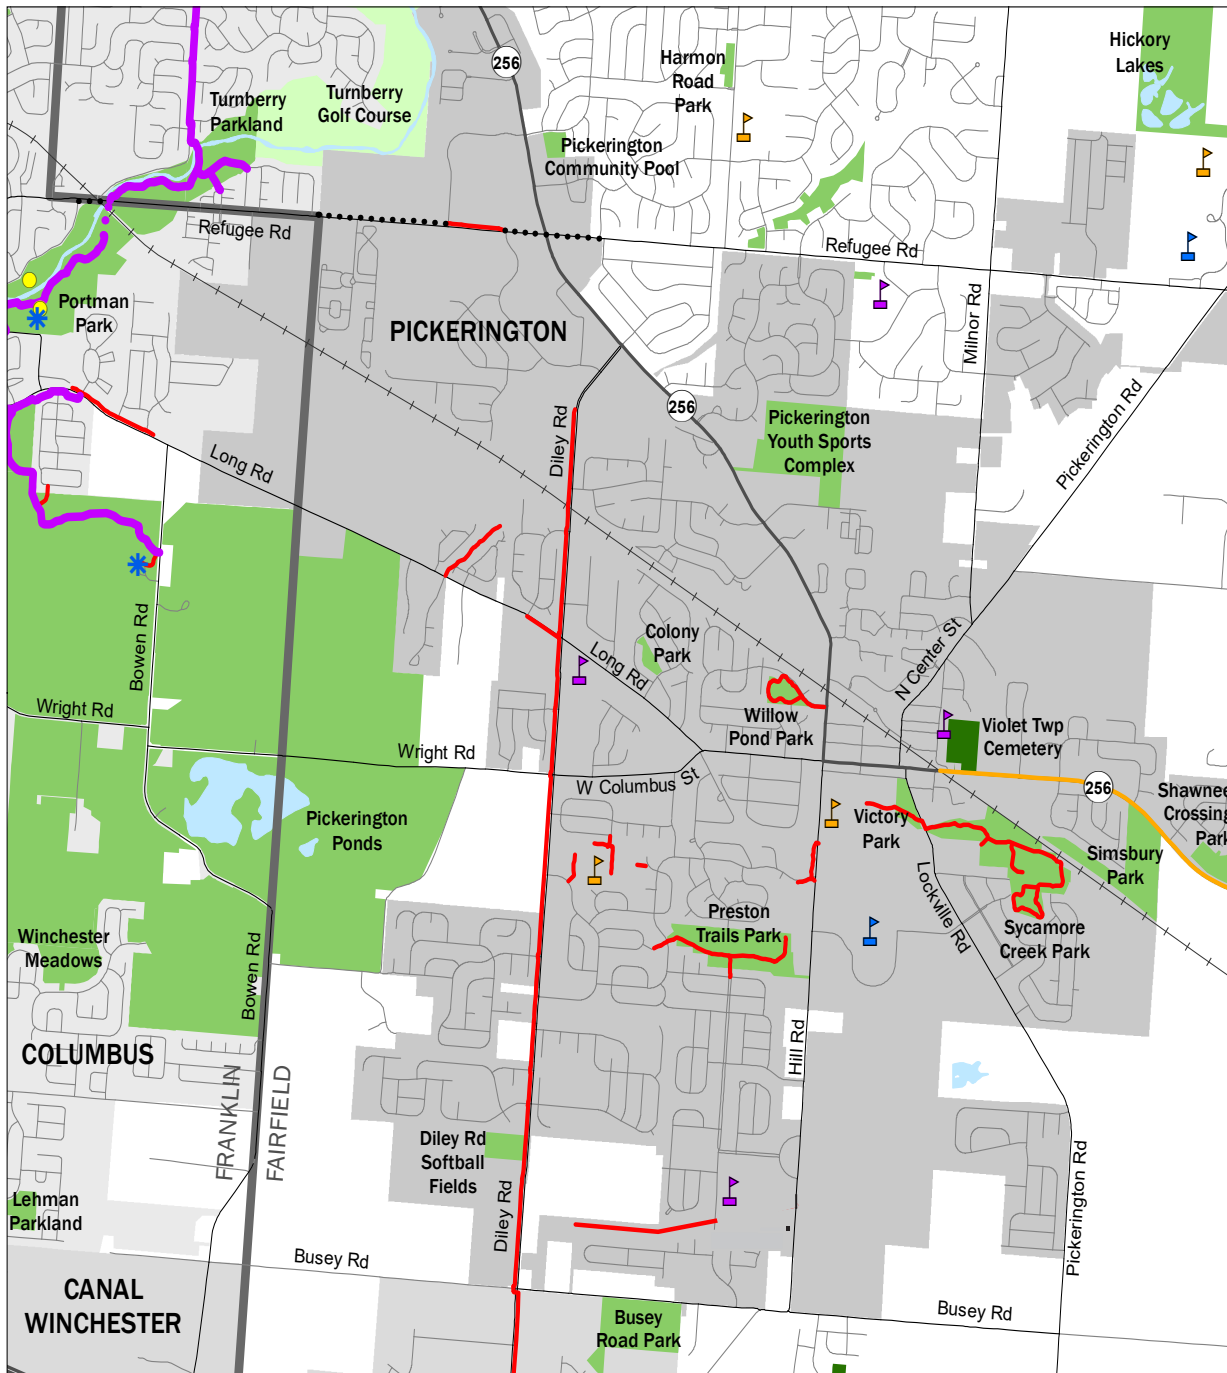 Hickory
Lakes
256
Harmon
Road
Park
Turnberry
Parkland
Turnberry
Golf Course
Pickerington
Community Pool
Refugee Rd
Refugee Rd
Portman
Park
PICKERINGTON
Milnor Rd
256
Pickerington
Youth Sports
Complex
Diley Rd
Pickerington Rd
Long Rd
Bowen Rd
Colony
Park
Long Rd
N Center St
Wright Rd
Willow
Pond Park
Violet Twp
Cemetery
Wright Rd
W Columbus St
256
Shawnee
Crossing
Park
Pickerington
Ponds
Victory
Park
Simsbury
Park
Lockville Rd
Preston
Trails Park
Sycamore
Creek Park
Winchester
Meadows
Bowen Rd
COLUMBUS
Hill Rd
FRANKLIN
FAIRFIELD
Diley Rd
Softball
Fields
Diley Rd
Pickerington Rd
Lehman
Parkland
Busey Rd
CANAL
WINCHESTER
Busey
Road Park
Busey Rd